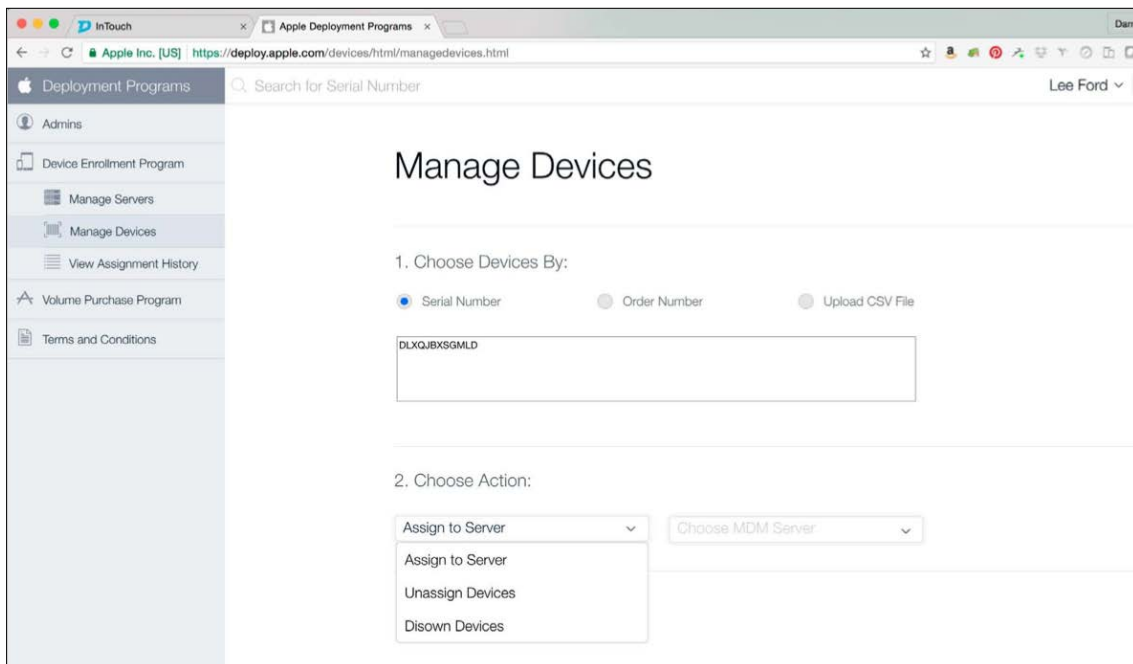 InTouch
Apple Deployment Programs
Apple Inc. [US] https://deploy.apple.com/devices/html/managedevices.html
Deployment Programs
Search for Serial Number
Lee Ford
Admins
Device Enrollment Program
Manage Servers
Manage Devices
View Assignment History
Volume Purchase Program
Terms and Conditions
Manage Devices
1. Choose Devices By:
Serial Number Order Number Upload CSV File
DLXQJBXSGMLD
2. Choose Action:
Assign to Server Choose MDM Server
Assign to Server
Unassign Devices
Disown Devices